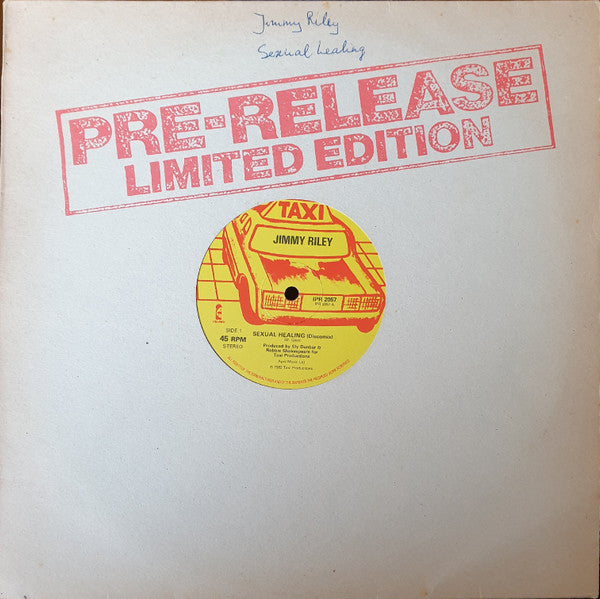 Jimmy Riley
Sexual healing
PRE-RELEASE
LIMITED EDITION
TAXI
JIMMY RILEY
IPR 2067
SIDE 1
45 RPM
STEREO
SEXUAL HEALING (Discomix)
Produced by Sly Dunbar &
Robbie Shakespeare for
Taxi Productions